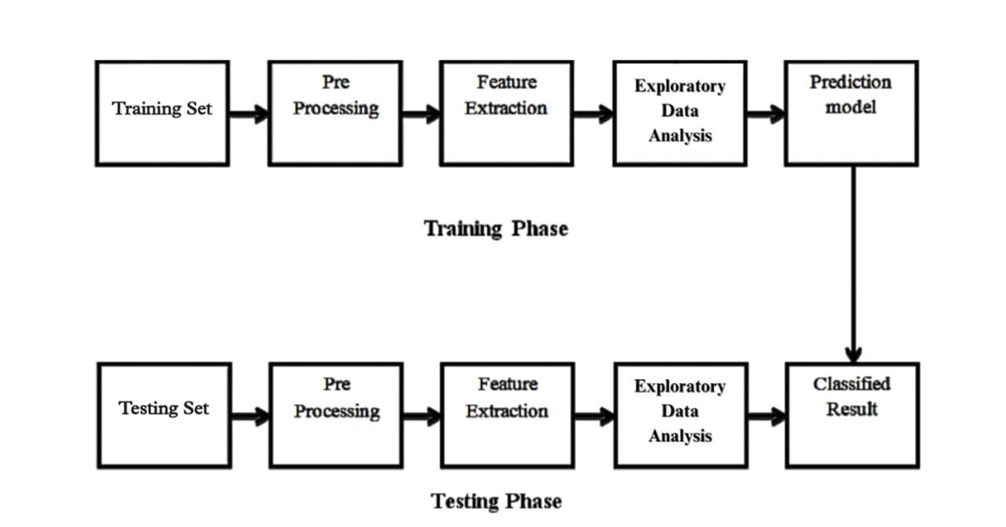 Training Set
Pre
Processing
Feature
Extraction
Exploratory
Data
Analysis
Prediction
model
Training Phase
Testing Set
Pre
Processing
Feature
Extraction
Exploratory
Data
Analysis
Classified
Result
Testing Phase